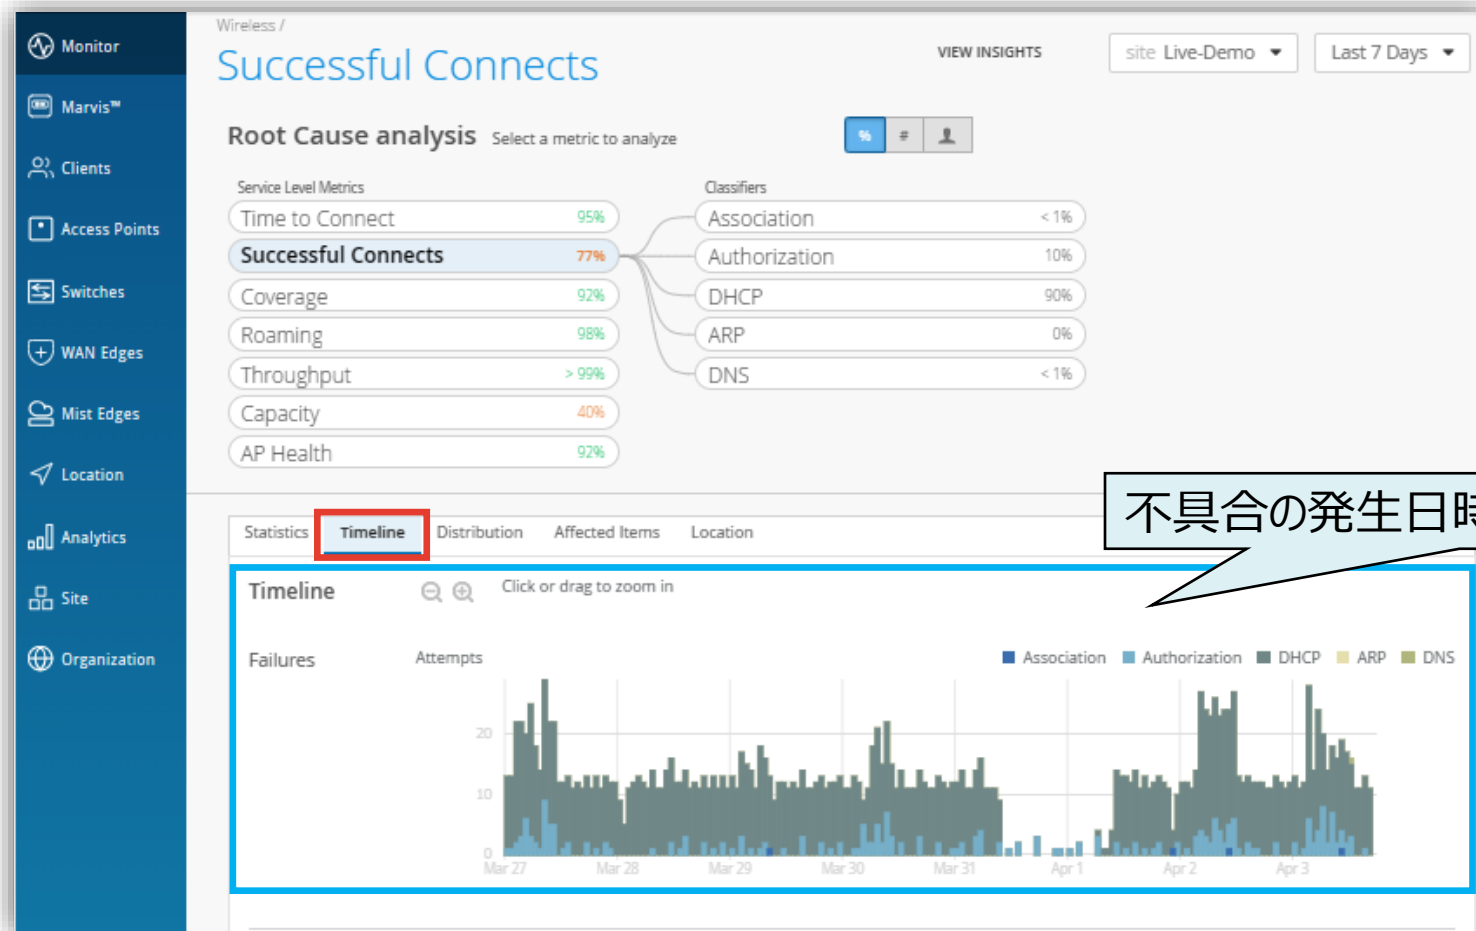 Monitor
Marvis™
Clients
Access Points
Switches
WAN Edges
Mist Edges
Location
Analytics
Site
Organization
Wireless /
Successful Connects
VIEW INSIGHTS
site Live-Demo
Last 7 Days
Root Cause analysis Select a metric to analyze
% #
Service Level Metrics
Classifiers
Time to Connect 95%
Association < 1%
Successful Connects 77%
Authorization 10%
Coverage 92%
DHCP 90%
Roaming 98%
ARP 0%
Throughput > 99%
DNS < 1%
Capacity 40%
AP Health 92%
不具合の発生日時
Statistics Timeline Distribution Affected Items Location
Timeline Click or drag to zoom in
Failures Attempts
Association Authorization DHCP ARP DNS
20
10
0
Mar 27 Mar 28 Mar 29 Mar 30 Mar 31 Apr 1 Apr 2 Apr 3